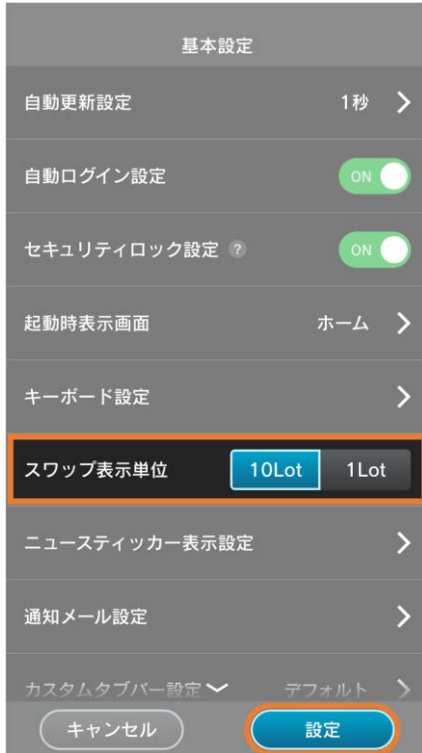 基本設定
自動更新設定 1秒
自動ログイン設定 ON
セキュリティロック設定 ? ON
起動時表示画面 ホーム
キーボード設定
スワップ表示単位 10Lot 1Lot
ニュースティッカー表示設定
通知メール設定
カスタムタブバー設定 デフォルト
キャンセル 設定